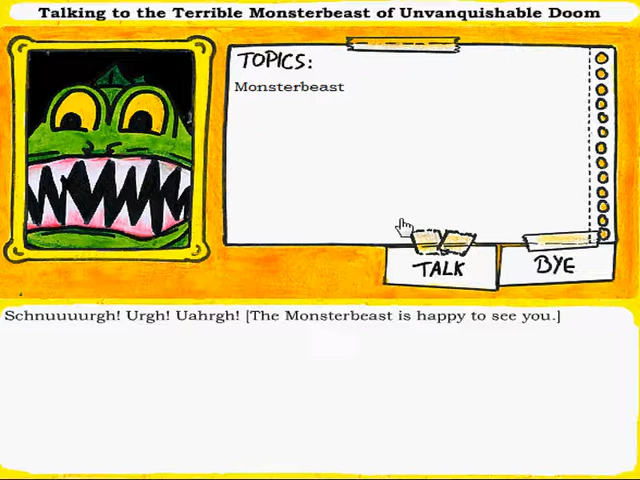 Talking to the Terrible Monsterbeast of Unvanquishable Doom
TOPICS:
Monsterbeast
TALK
BYE
Schnuuuurgh! Urgh! Uahrgh! [The Monsterbeast is happy to see you.]